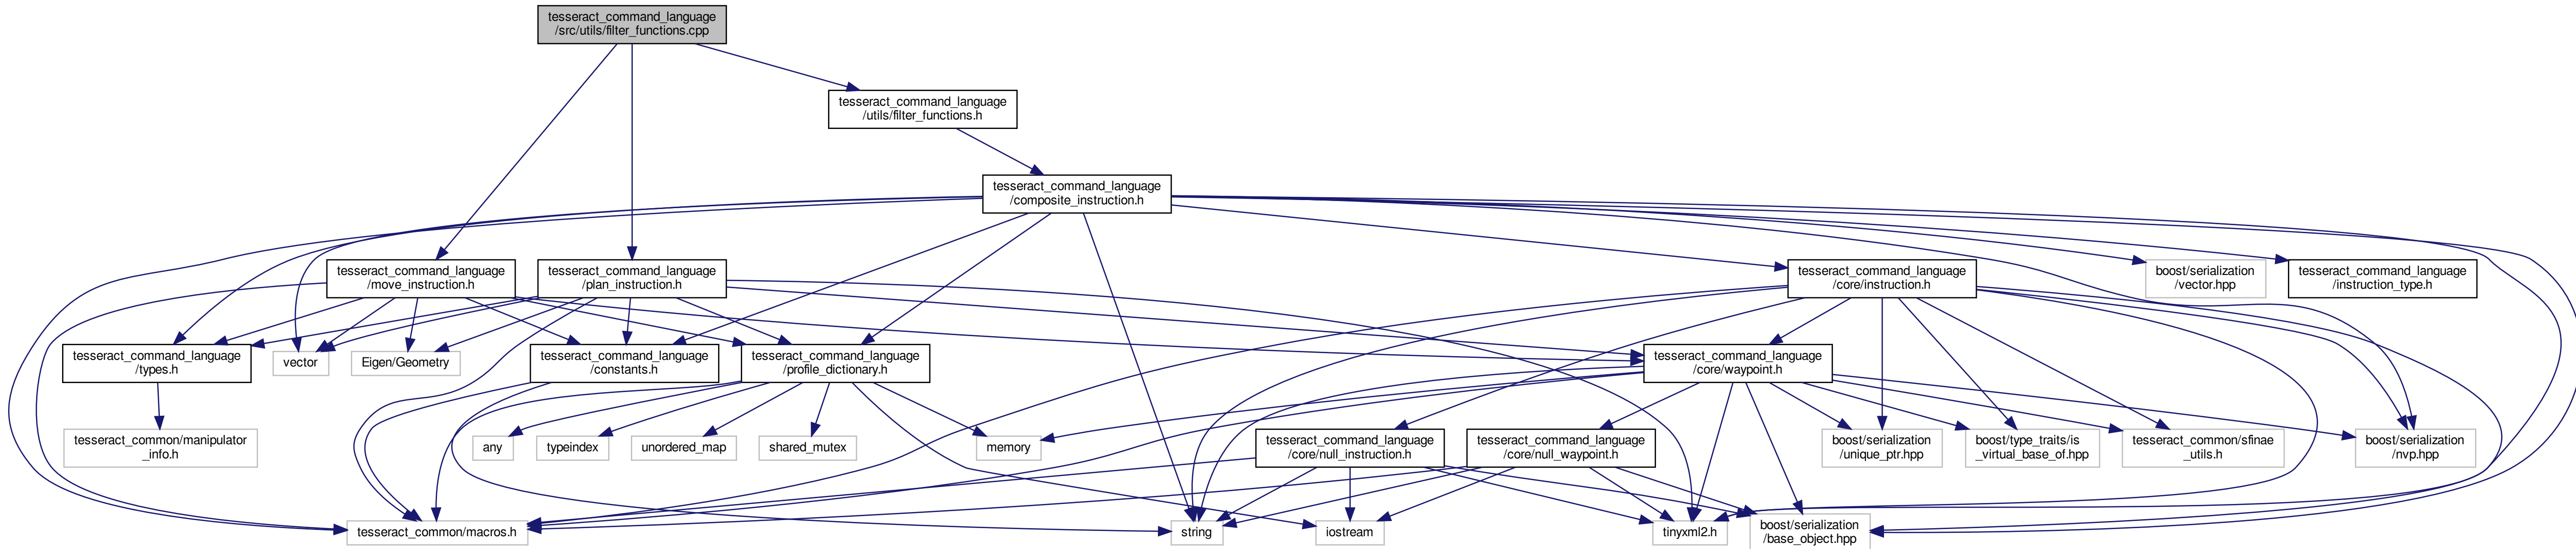 tesseract_command_language
/src/utils/filter_functions.cpp
tesseract_command_language
/utils/filter_functions.h
tesseract_command_language
/composite_instruction.h
tesseract_command_language
/move_instruction.h
tesseract_command_language
/plan_instruction.h
tesseract_command_language
/core/instruction.h
boost/serialization
/vector.hpp
tesseract_command_language
/instruction_type.h
tesseract_command_language
/types.h
vector
Eigen/Geometry
tesseract_command_language
/constants.h
tesseract_command_language
/profile_dictionary.h
tesseract_command_language
/core/waypoint.h
tesseract_common/manipulator
_info.h
any
typeindex
unordered_map
shared_mutex
memory
tesseract_command_language
/core/null_instruction.h
tesseract_command_language
/core/null_waypoint.h
boost/serialization
/unique_ptr.hpp
boost/type_traits/is
_virtual_base_of.hpp
tesseract_common/sfinae
_utils.h
boost/serialization
/nvp.hpp
tesseract_common/macros.h
string
iostream
tinyxml2.h
boost/serialization
/base_object.hpp